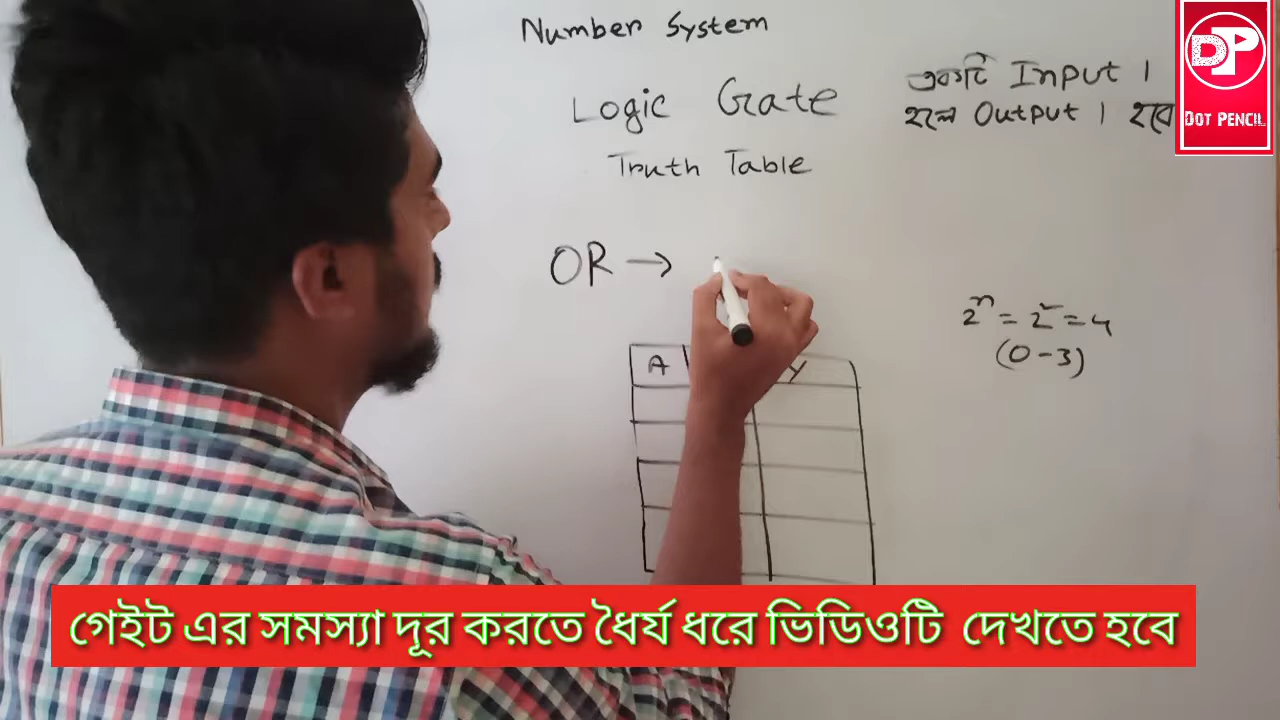 Number System
Logic Gate
Truth Table
একটি Input 1
হলে Output 1 হবে
DP
DOT PENCIL
OR →
2ⁿ = 2² = 4
(0 - 3)
A
Y
গেইট এর সমস্যা দূর করতে ধৈর্য ধরে ভিডিওটি দেখতে হবে